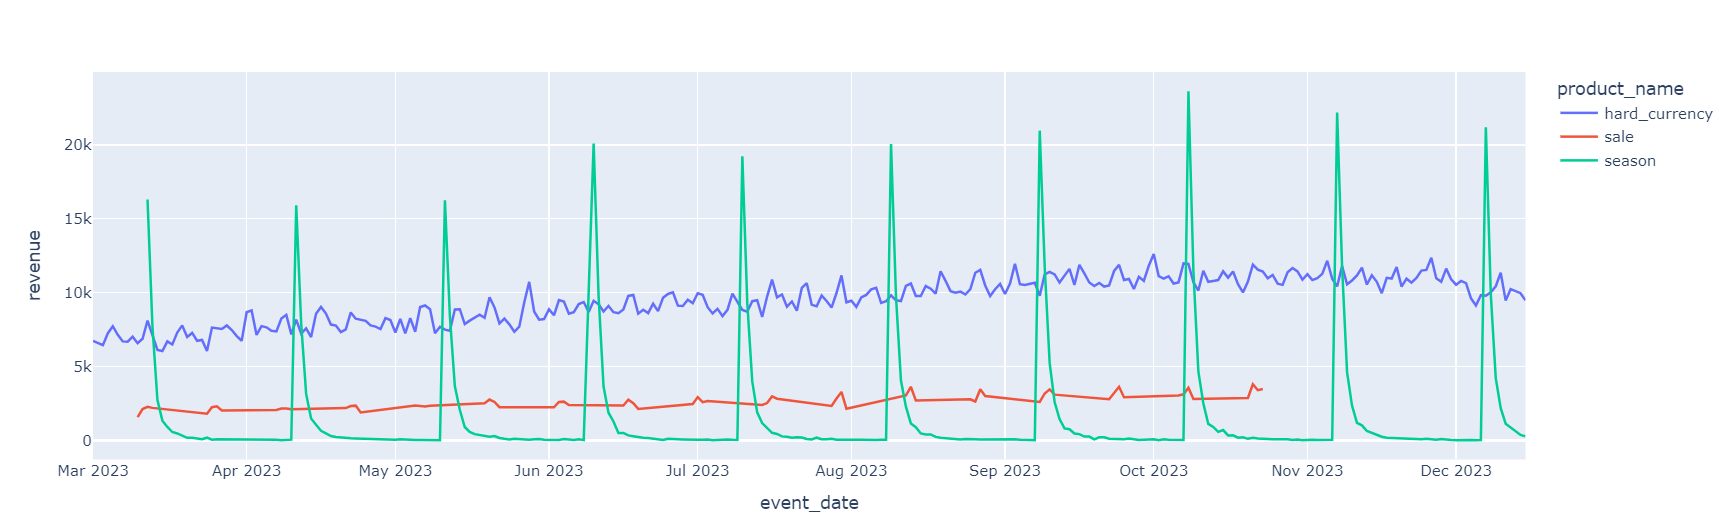 product_name
hard_currency
sale
season
revenue
20k
15k
10k
5k
0
Mar 2023 Apr 2023 May 2023 Jun 2023 Jul 2023 Aug 2023 Sep 2023 Oct 2023 Nov 2023 Dec 2023
event_date